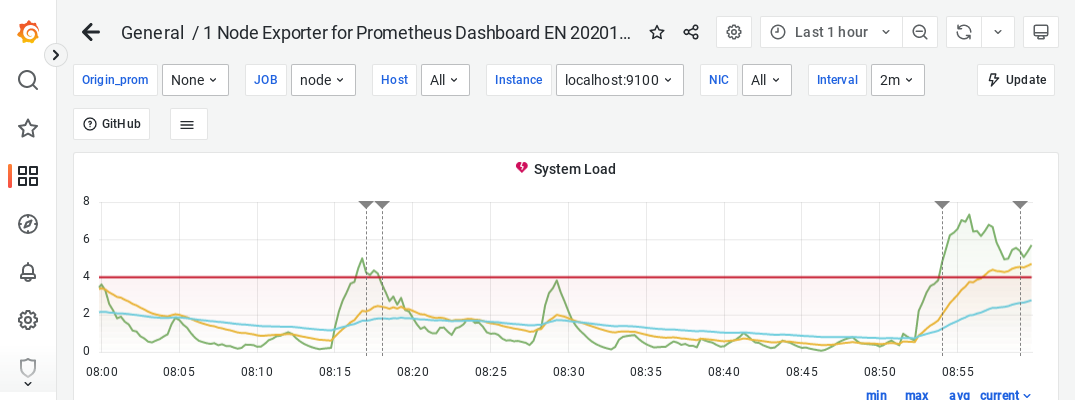 General / 1 Node Exporter for Prometheus Dashboard EN 20201...
Last 1 hour
Origin_prom None JOB node Host All Instance localhost:9100 NIC All Interval 2m Update
GitHub
System Load
8
6
4
2
0
08:00 08:05 08:10 08:15 08:20 08:25 08:30 08:35 08:40 08:45 08:50 08:55
min max avg current